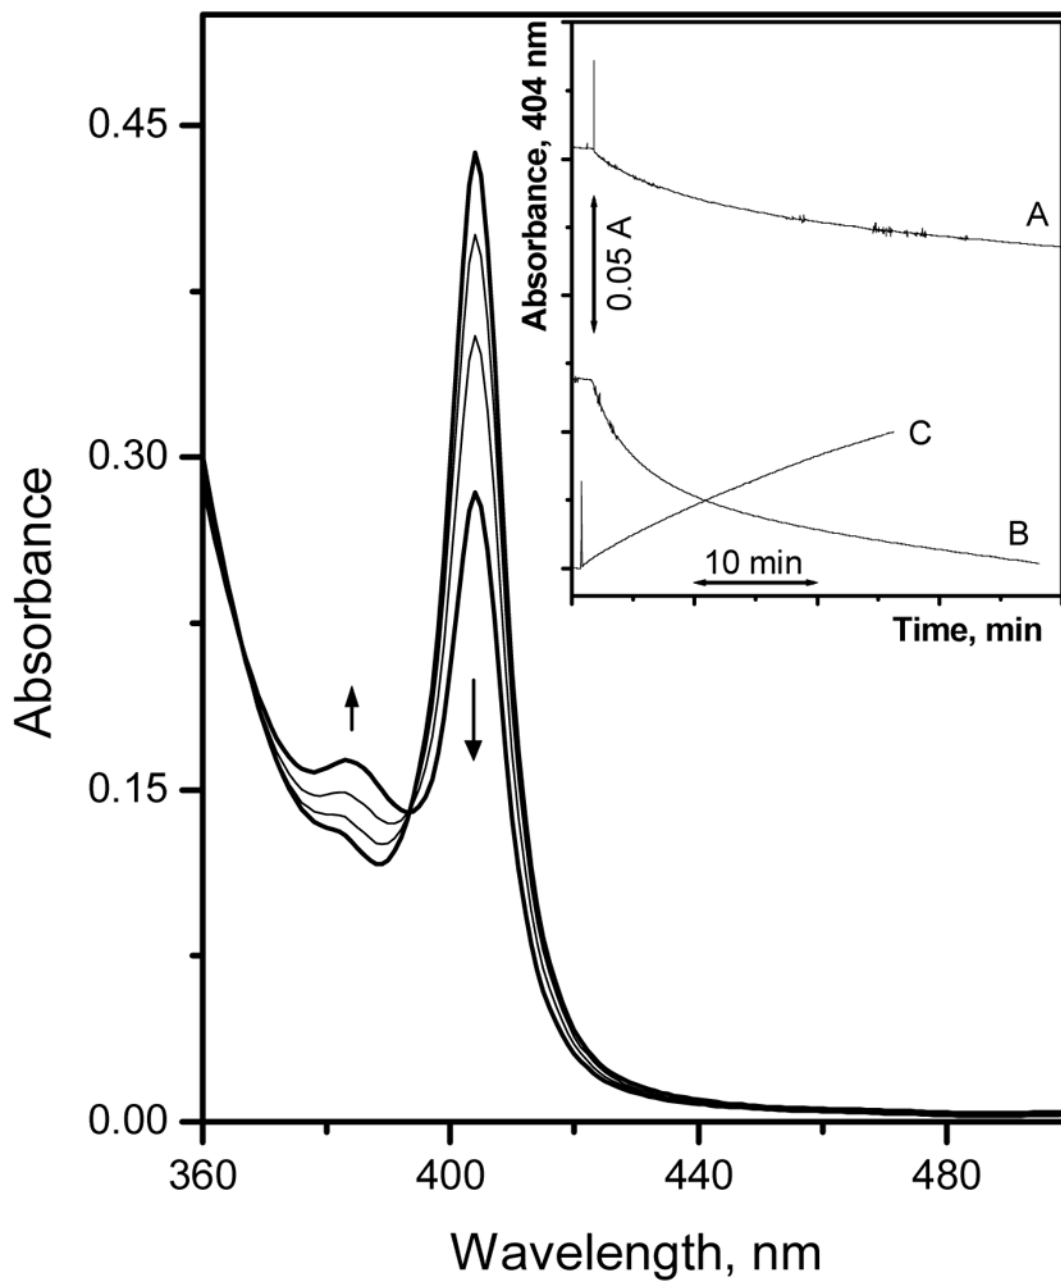 0.45
0.30
0.15
0.00
Absorbance
360
400
440
480
Wavelength, nm
Absorbance, 404 nm
0.05 A
A
C
B
10 min
Time, min